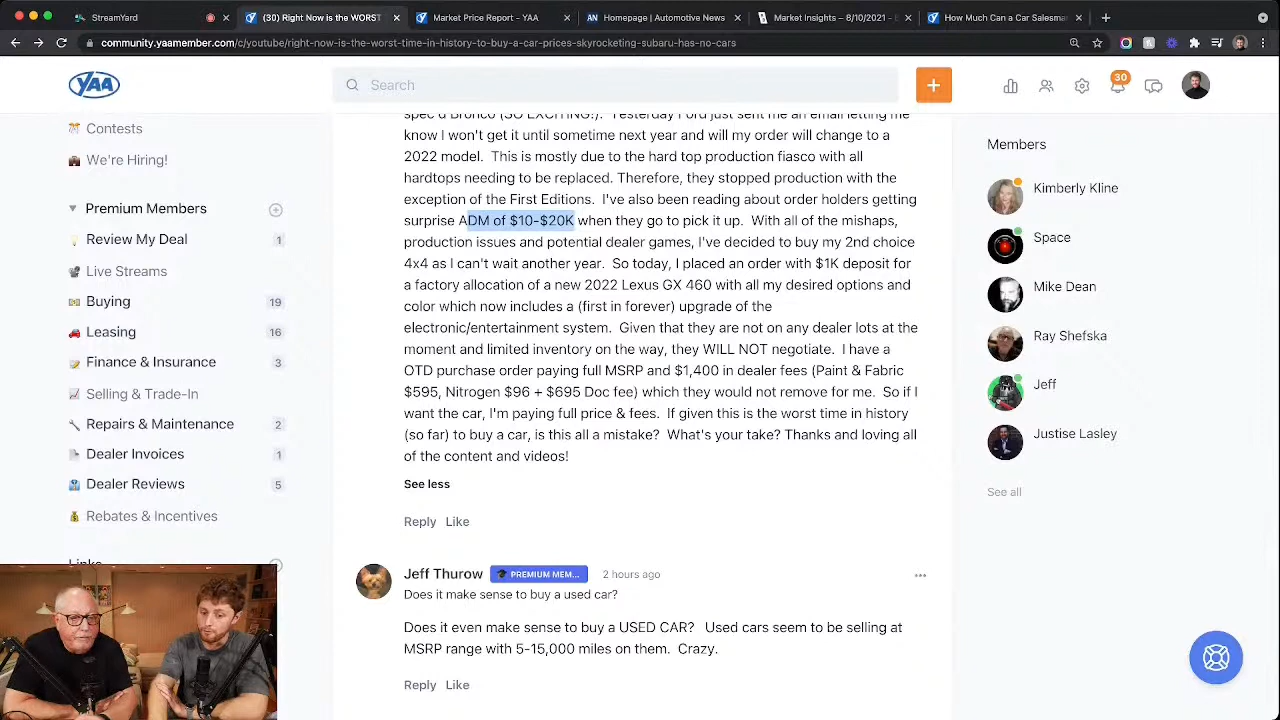 StreamYard
(30) Right Now is the WORST
Market Price Report - YAA
AN Homepage | Automotive News
Market Insights – 8/10/2021 -
How Much Can a Car Salesma
community.yaamember.com/c/youtube/right-now-is-the-worst-time-in-history-to-buy-a-car-prices-skyrocketing-subaru-has-no-cars
YAA
Search
30
Contests
We're Hiring!
Premium Members
Review My Deal 1
Live Streams
Buying 19
Leasing 16
Finance & Insurance 3
Selling & Trade-In
Repairs & Maintenance 2
Dealer Invoices 1
Dealer Reviews 5
Rebates & Incentives
Links
spec'd Bronco (SO EXCITING!). Yesterday Ford just sent me an email letting me
know I won't get it until sometime next year and will my order will change to a
2022 model. This is mostly due to the hard top production fiasco with all
hardtops needing to be replaced. Therefore, they stopped production with the
exception of the First Editions. I've also been reading about order holders getting
surprise ADM of $10-$20K when they go to pick it up. With all of the mishaps,
production issues and potential dealer games, I've decided to buy my 2nd choice
4x4 as I can't wait another year. So today, I placed an order with $1K deposit for
a factory allocation of a new 2022 Lexus GX 460 with all my desired options and
color which now includes a (first in forever) upgrade of the
electronic/entertainment system. Given that they are not on any dealer lots at the
moment and limited inventory on the way, they WILL NOT negotiate. I have a
OTD purchase order paying full MSRP and $1,400 in dealer fees (Paint & Fabric
$595, Nitrogen $96 + $695 Doc fee) which they would not remove for me. So if I
want the car, I'm paying full price & fees. If given this is the worst time in history
(so far) to buy a car, is this all a mistake? What's your take? Thanks and loving all
of the content and videos!
See less
Reply Like
Jeff Thurow PREMIUM MEM... 2 hours ago
Does it make sense to buy a used car?
Does it even make sense to buy a USED CAR? Used cars seem to be selling at
MSRP range with 5-15,000 miles on them. Crazy.
Reply Like
Members
Kimberly Kline
Space
Mike Dean
Ray Shefska
Jeff
Justise Lasley
See all